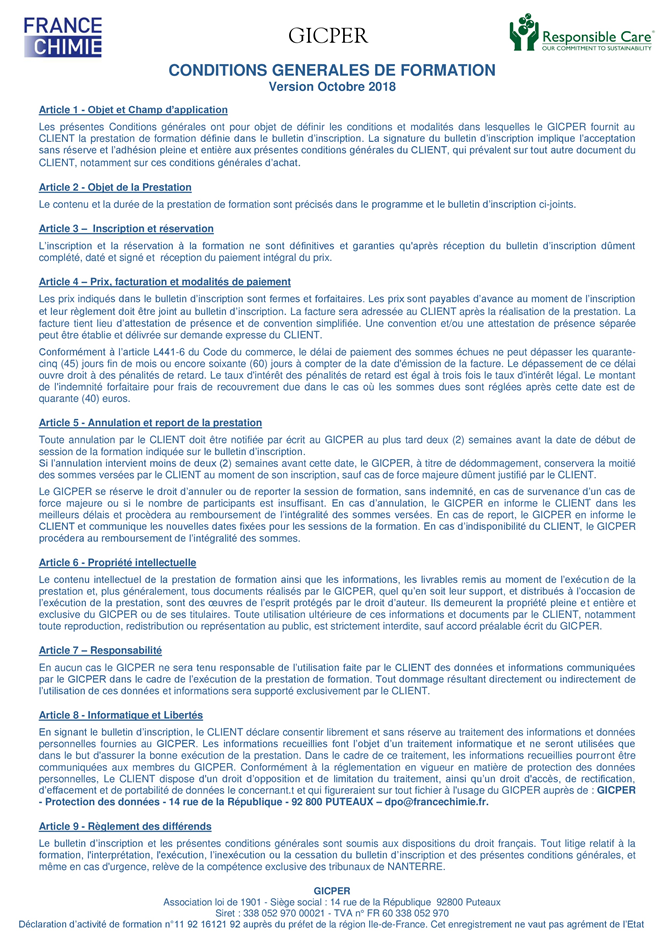 FRANCE
CHIMIE
GICPER
Responsible Care®
OUR COMMITMENT TO SUSTAINABILITY
CONDITIONS GENERALES DE FORMATION
Version Octobre 2018
Article 1 - Objet et Champ d'application
Les présentes Conditions générales ont pour objet de définir les conditions et modalités dans lesquelles le GICPER fournit au
CLIENT la prestation de formation définie dans le bulletin d'inscription. La signature du bulletin d'inscription implique l'acceptation
sans réserve et l'adhésion pleine et entière aux présentes conditions générales du CLIENT, qui prévalent sur tout autre document du
CLIENT, notamment sur ces conditions générales d'achat.
Article 2 - Objet de la Prestation
Le contenu et la durée de la prestation de formation sont précisés dans le programme et le bulletin d'inscription ci-joints.
Article 3 – Inscription et réservation
L'inscription et la réservation à la formation ne sont définitives et garanties qu'après réception du bulletin d'inscription dûment
complété, daté et signé et réception du paiement intégral du prix.
Article 4 – Prix, facturation et modalités de paiement
Les prix indiqués dans le bulletin d'inscription sont fermes et forfaitaires. Les prix sont payables d'avance au moment de l'inscription
et leur règlement doit être joint au bulletin d'inscription. La facture sera adressée au CLIENT après la réalisation de la prestation. La
facture tient lieu d'attestation de présence et de convention simplifiée. Une convention et/ou une attestation de présence séparée
peut être établie et délivrée sur demande expresse du CLIENT.
Conformément à l'article L441-6 du Code du commerce, le délai de paiement des sommes échues ne peut dépasser les quarante-
cinq (45) jours fin de mois ou encore soixante (60) jours à compter de la date d'émission de la facture. Le dépassement de ce délai
ouvre droit à des pénalités de retard. Le taux d'intérêt des pénalités de retard est égal à trois fois le taux d'intérêt légal. Le montant
de l'indemnité forfaitaire pour frais de recouvrement due dans le cas où les sommes dues sont réglées après cette date est de
quarante (40) euros.
Article 5 - Annulation et report de la prestation
Toute annulation par le CLIENT doit être notifiée par écrit au GICPER au plus tard deux (2) semaines avant la date de début de
session de la formation indiquée sur le bulletin d'inscription.
Si l'annulation intervient moins de deux (2) semaines avant cette date, le GICPER, à titre de dédommagement, conservera la moitié
des sommes versées par le CLIENT au moment de son inscription, sauf cas de force majeure dûment justifié par le CLIENT.
Le GICPER se réserve le droit d'annuler ou de reporter la session de formation, sans indemnité, en cas de survenance d'un cas de
force majeure ou si le nombre de participants est insuffisant. En cas d'annulation, le GICPER en informe le CLIENT dans les
meilleurs délais et procèdera au remboursement de l'intégralité des sommes versées. En cas de report, le GICPER en informe le
CLIENT et communique les nouvelles dates fixées pour les sessions de la formation. En cas d'indisponibilité du CLIENT, le GICPER
procédera au remboursement de l'intégralité des sommes.
Article 6 - Propriété intellectuelle
Le contenu intellectuel de la prestation de formation ainsi que les informations, les livrables remis au moment de l'exécution de la
prestation et, plus généralement, tous documents réalisés par le GICPER, quel qu'en soit leur support, et distribués à l'occasion de
l'exécution de la prestation, sont des œuvres de l'esprit protégés par le droit d'auteur. Ils demeurent la propriété pleine et entière et
exclusive du GICPER ou de ses titulaires. Toute utilisation ultérieure de ces informations et documents par le CLIENT, notamment
toute reproduction, redistribution ou représentation au public, est strictement interdite, sauf accord préalable écrit du GICPER.
Article 7 – Responsabilité
En aucun cas le GICPER ne sera tenu responsable de l'utilisation faite par le CLIENT des données et informations communiquées
par le GICPER dans le cadre de l'exécution de la prestation de formation. Tout dommage résultant directement ou indirectement de
l'utilisation de ces données et informations sera supporté exclusivement par le CLIENT.
Article 8 - Informatique et Libertés
En signant le bulletin d'inscription, le CLIENT déclare consentir librement et sans réserve au traitement des informations et données
personnelles fournies au GICPER. Les informations recueillies font l'objet d'un traitement informatique et ne seront utilisées que
dans le but d'assurer la bonne exécution de la prestation. Dans le cadre de ce traitement, les informations recueillies pourront être
communiquées aux membres du GICPER. Conformément à la réglementation en vigueur en matière de protection des données
personnelles, Le CLIENT dispose d'un droit d'opposition et de limitation du traitement, ainsi qu'un droit d'accès, de rectification,
d'effacement et de portabilité de données le concernant.t et qui figureraient sur tout fichier à l'usage du GICPER auprès de : GICPER
- Protection des données - 14 rue de la République - 92 800 PUTEAUX – dpo@francechimie.fr.
Article 9 - Règlement des différends
Le bulletin d'inscription et les présentes conditions générales sont soumis aux dispositions du droit français. Tout litige relatif à la
formation, l'interprétation, l'exécution, l'inexécution ou la cessation du bulletin d'inscription et des présentes conditions générales, et
même en cas d'urgence, relève de la compétence exclusive des tribunaux de NANTERRE.
GICPER
Association loi de 1901 - Siège social : 14 rue de la République 92800 Puteaux
Siret : 338 052 970 00021 - TVA n° FR 60 338 052 970
Déclaration d'activité de formation n°11 92 16121 92 auprès du préfet de la région Ile-de-France. Cet enregistrement ne vaut pas agrément de l'Etat